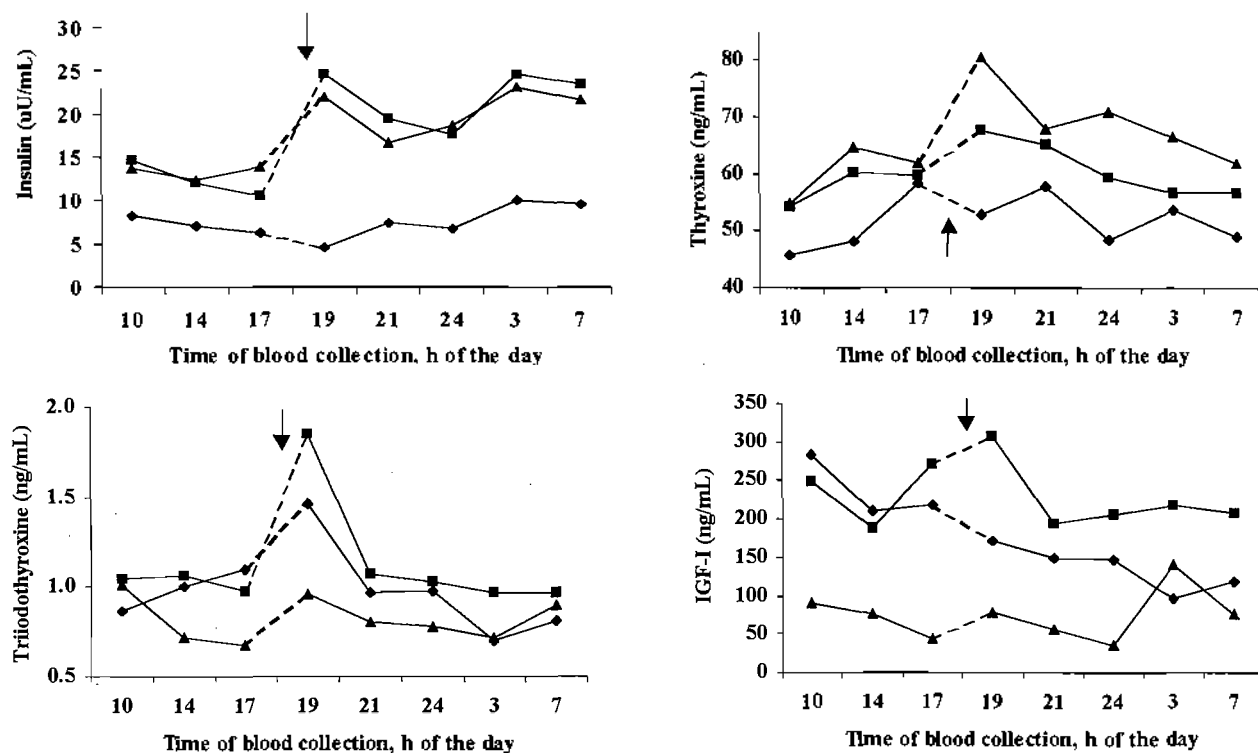 Insulin (uU/mL)
30
25
20
15
10
5
0
10 14 17 19 21 24 3 7
Time of blood collection, h of the day
Thyroxine (ng/mL)
80
70
60
50
40
10 14 17 19 21 24 3 7
Time of blood collection, h of the day
Triiodothyroxine (ng/mL)
2.0
1.5
1.0
0.5
10 14 17 19 21 24 3 7
Time of blood collection, h of the day
IGF-I (ng/mL)
350
300
250
200
150
100
50
0
10 14 17 19 21 24 3 7
Time of blood collection, h of the day